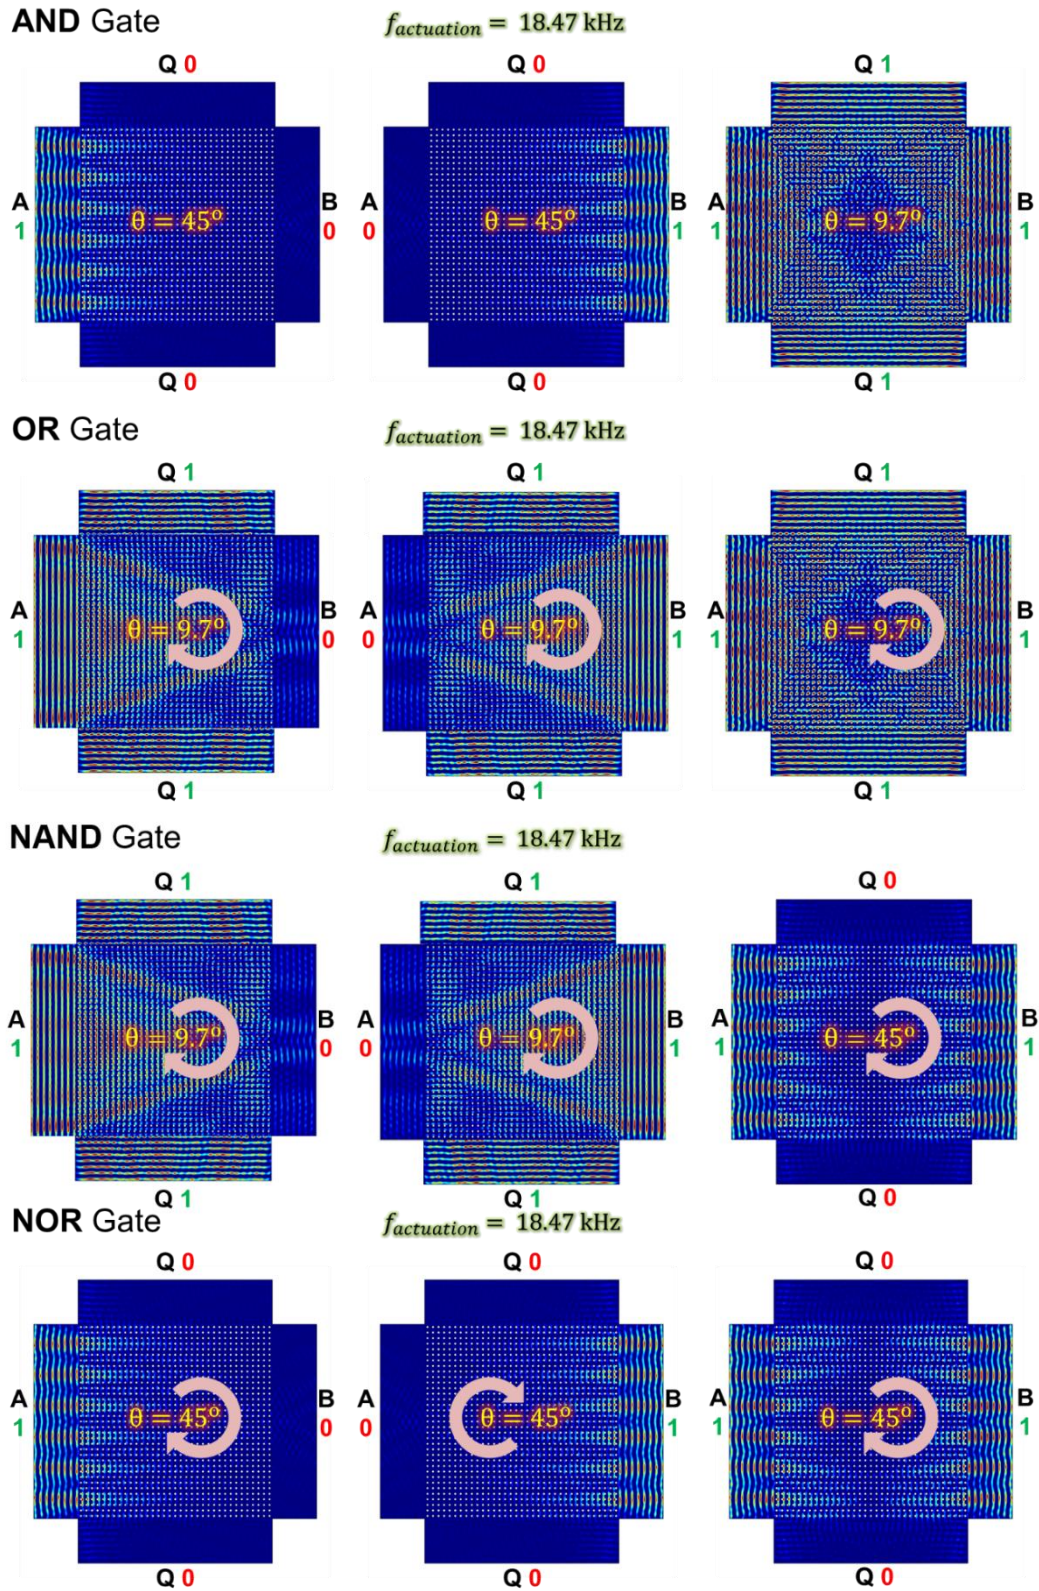 AND Gate f_actuation = 18.47 kHz
Q 0 Q 0 Q 1
A B A B A B
θ = 45° θ = 45° θ = 9.7°
1 0 0 1 1 1
Q 0 Q 0 Q 1
OR Gate f_actuation = 18.47 kHz
Q 1 Q 1 Q 1
A B A B A B
θ = 9.7° θ = 9.7° θ = 9.7°
1 0 0 1 1 1
Q 1 Q 1 Q 1
NAND Gate f_actuation = 18.47 kHz
Q 1 Q 1 Q 0
A B A B A B
θ = 9.7° θ = 9.7° θ = 45°
1 0 0 1 1 1
Q 1 Q 1 Q 0
NOR Gate f_actuation = 18.47 kHz
Q 0 Q 0 Q 0
A B A B A B
θ = 45° θ = 45° θ = 45°
1 0 0 1 1 1
Q 0 Q 0 Q 0